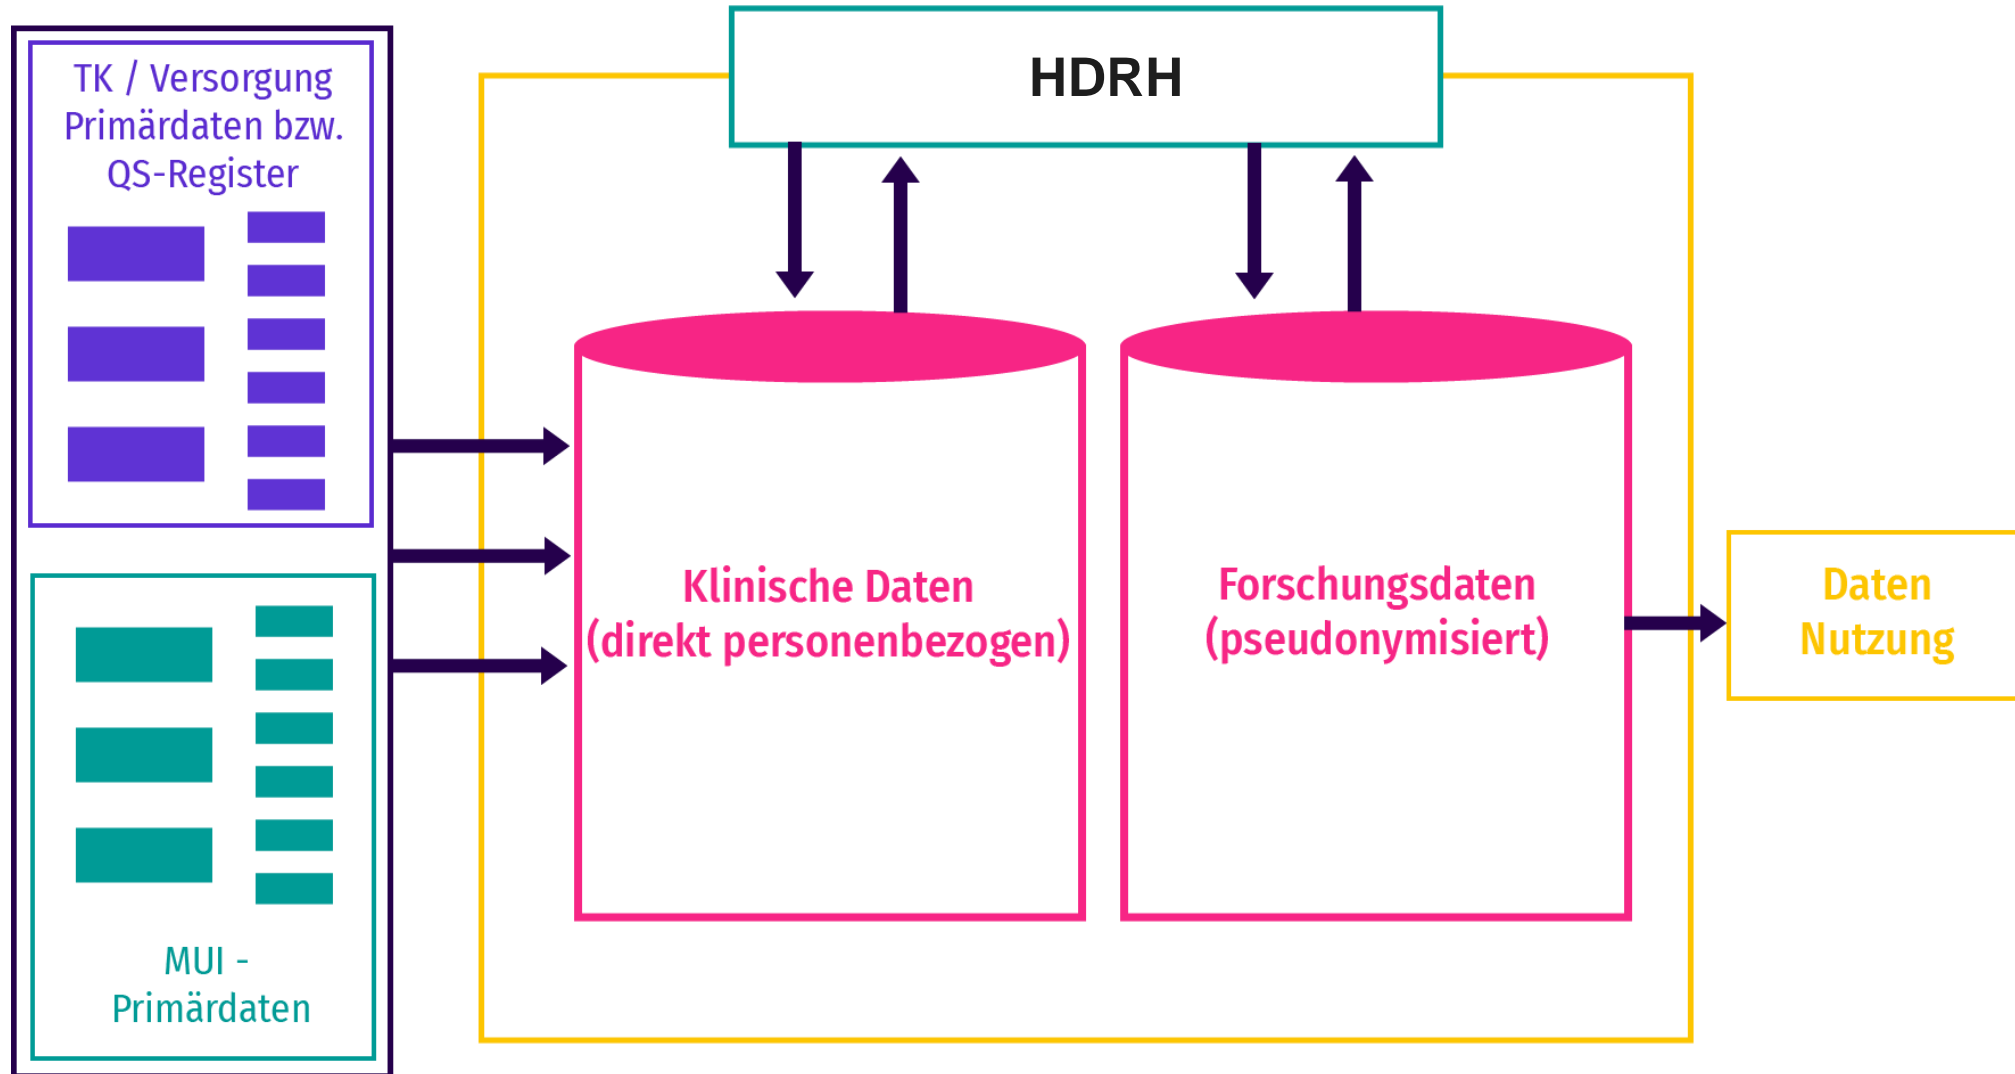 TK / Versorgung
Primärdaten bzw.
QS-Register
MUI -
Primärdaten
HDRH
Klinische Daten
(direkt personenbezogen)
Forschungsdaten
(pseudonymisiert)
Daten
Nutzung